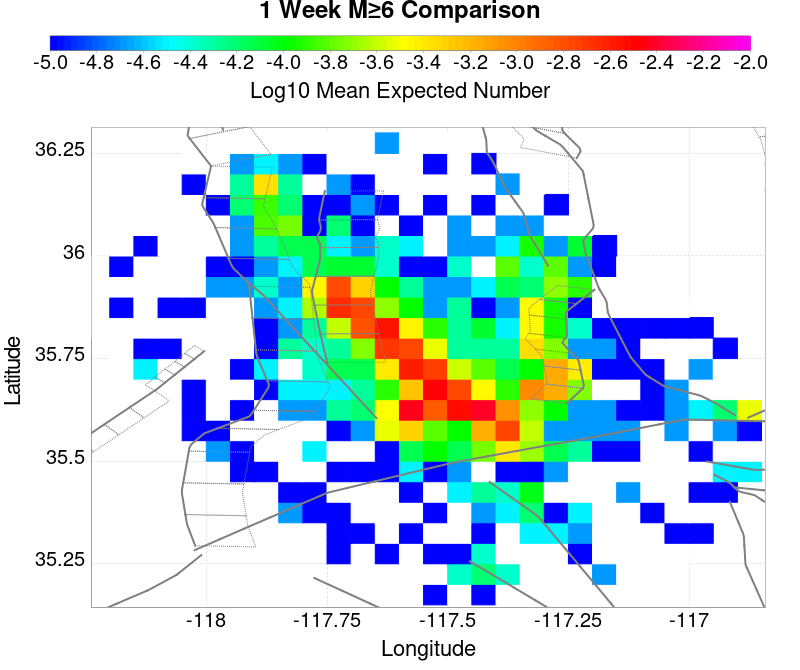 1 Week M≥6 Comparison
-5.0 -4.8 -4.6 -4.4 -4.2 -4.0 -3.8 -3.6 -3.4 -3.2 -3.0 -2.8 -2.6 -2.4 -2.2 -2.0
Log10 Mean Expected Number
36.25
36
35.75
35.5
35.25
Latitude
-118 -117.75 -117.5 -117.25 -117
Longitude